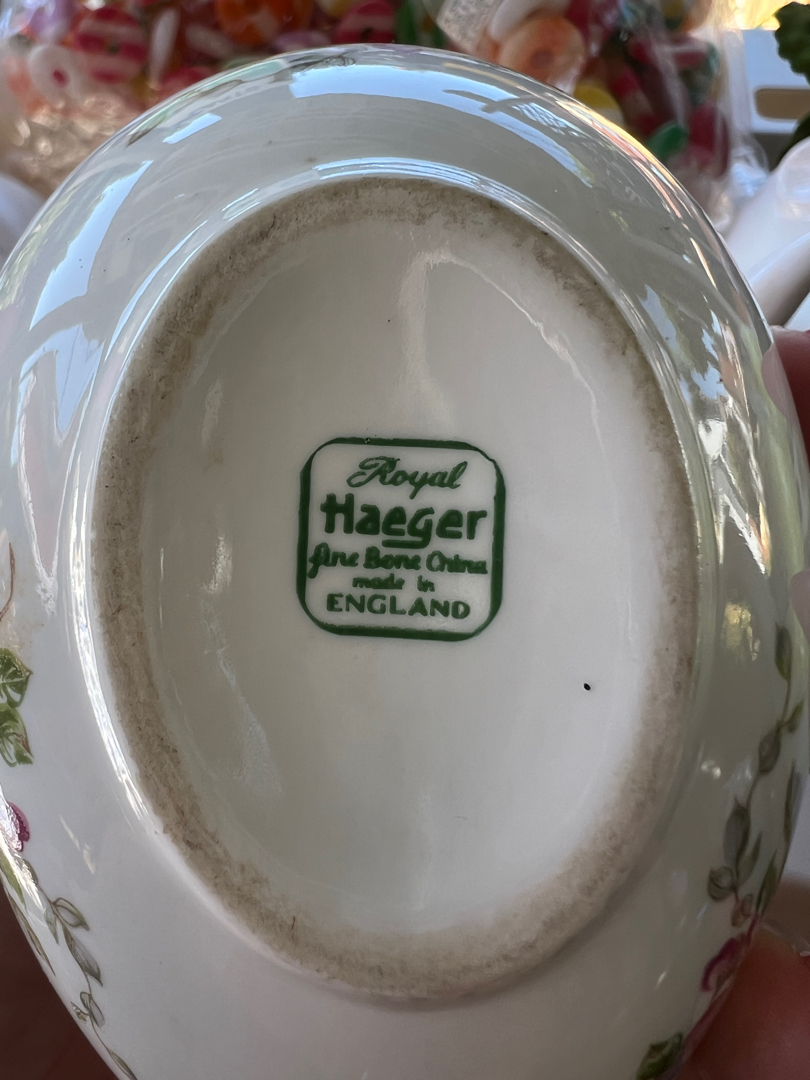 Royal
Haeger
fine Bone China
made in
ENGLAND